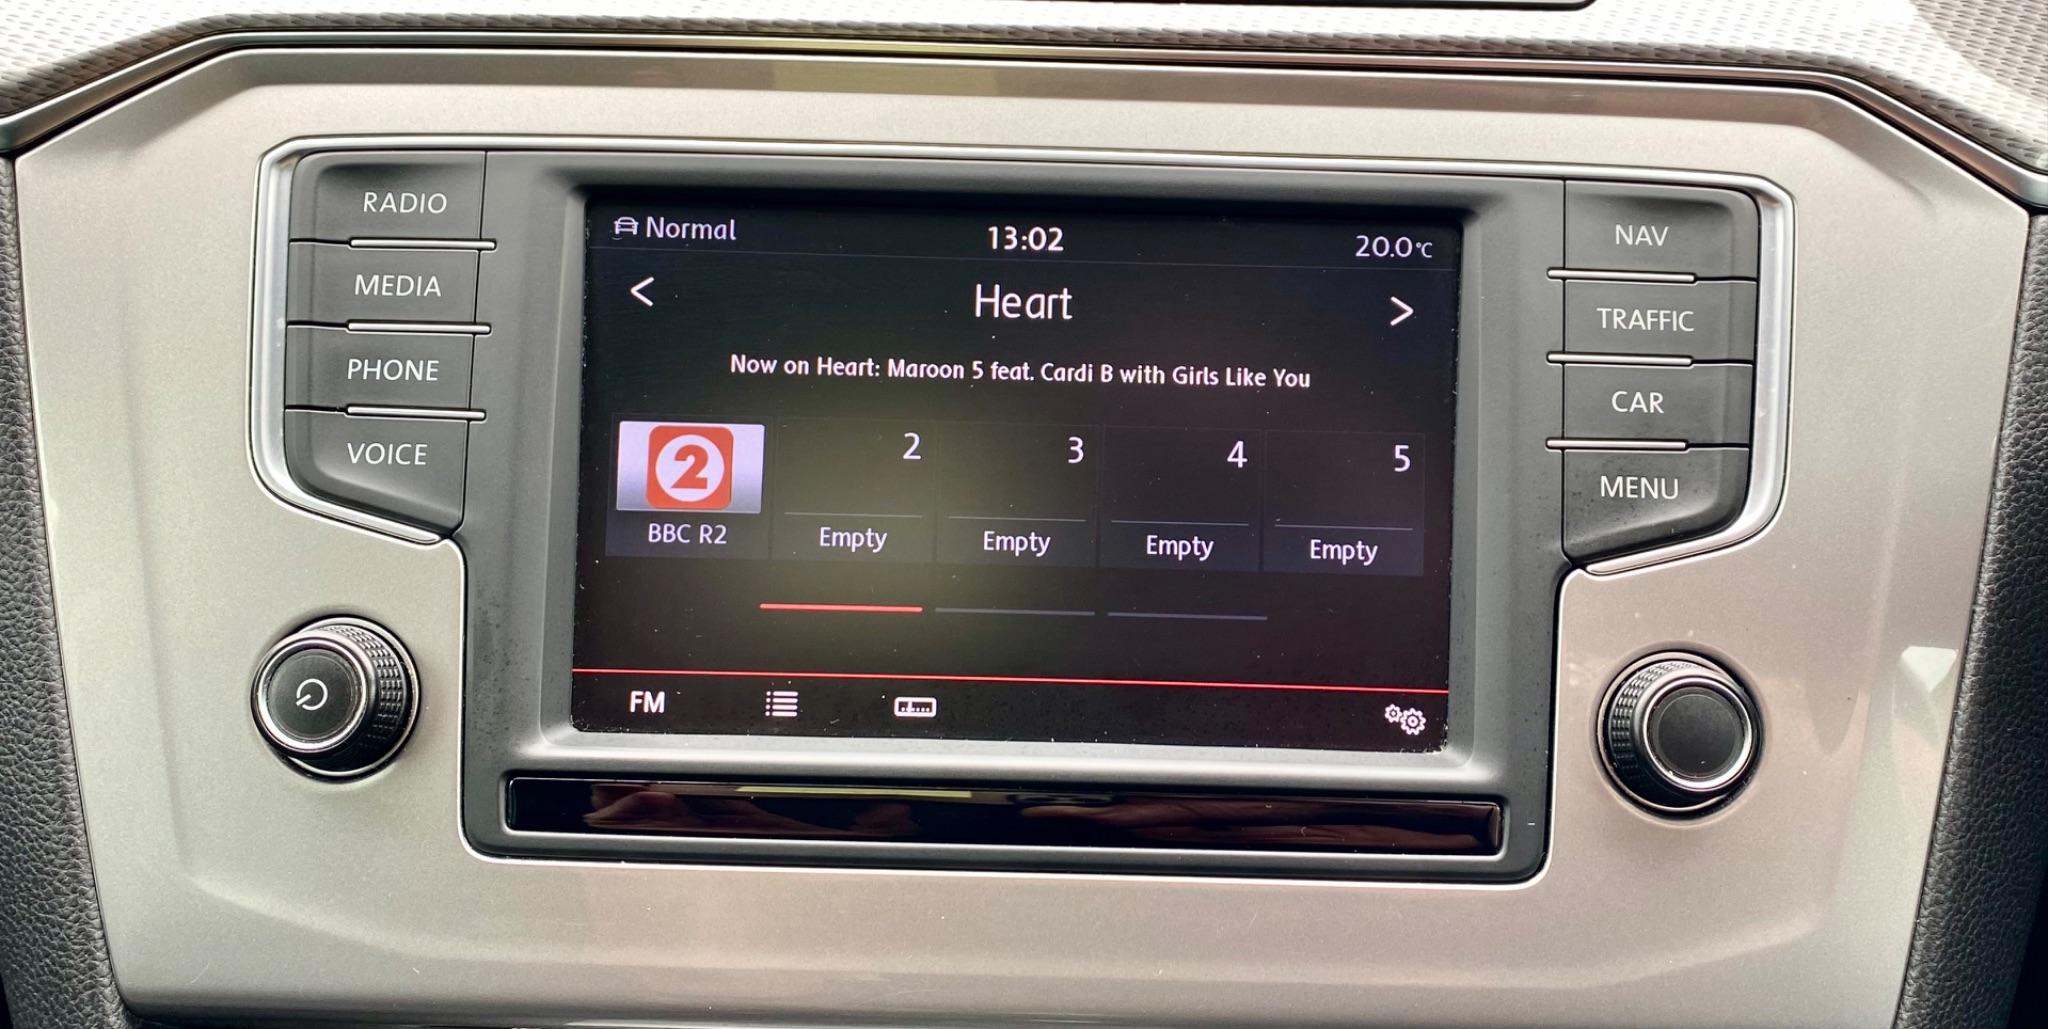 RADIO
MEDIA
PHONE
VOICE
Normal
13:02
20.0°C
<
Heart
>
Now on Heart: Maroon 5 feat. Cardi B with Girls Like You
2
2
3
4
5
BBC R2
Empty
Empty
Empty
Empty
FM
NAV
TRAFFIC
CAR
MENU